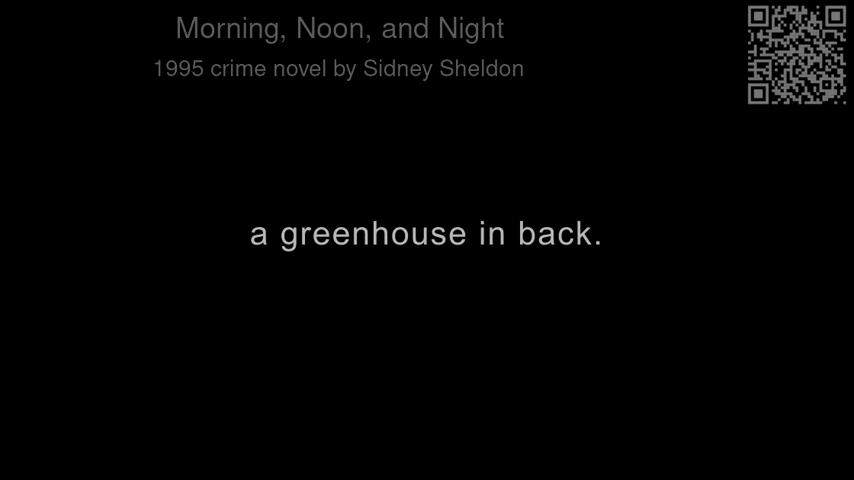 Morning, Noon, and Night
1995 crime novel by Sidney Sheldon
a greenhouse in back.